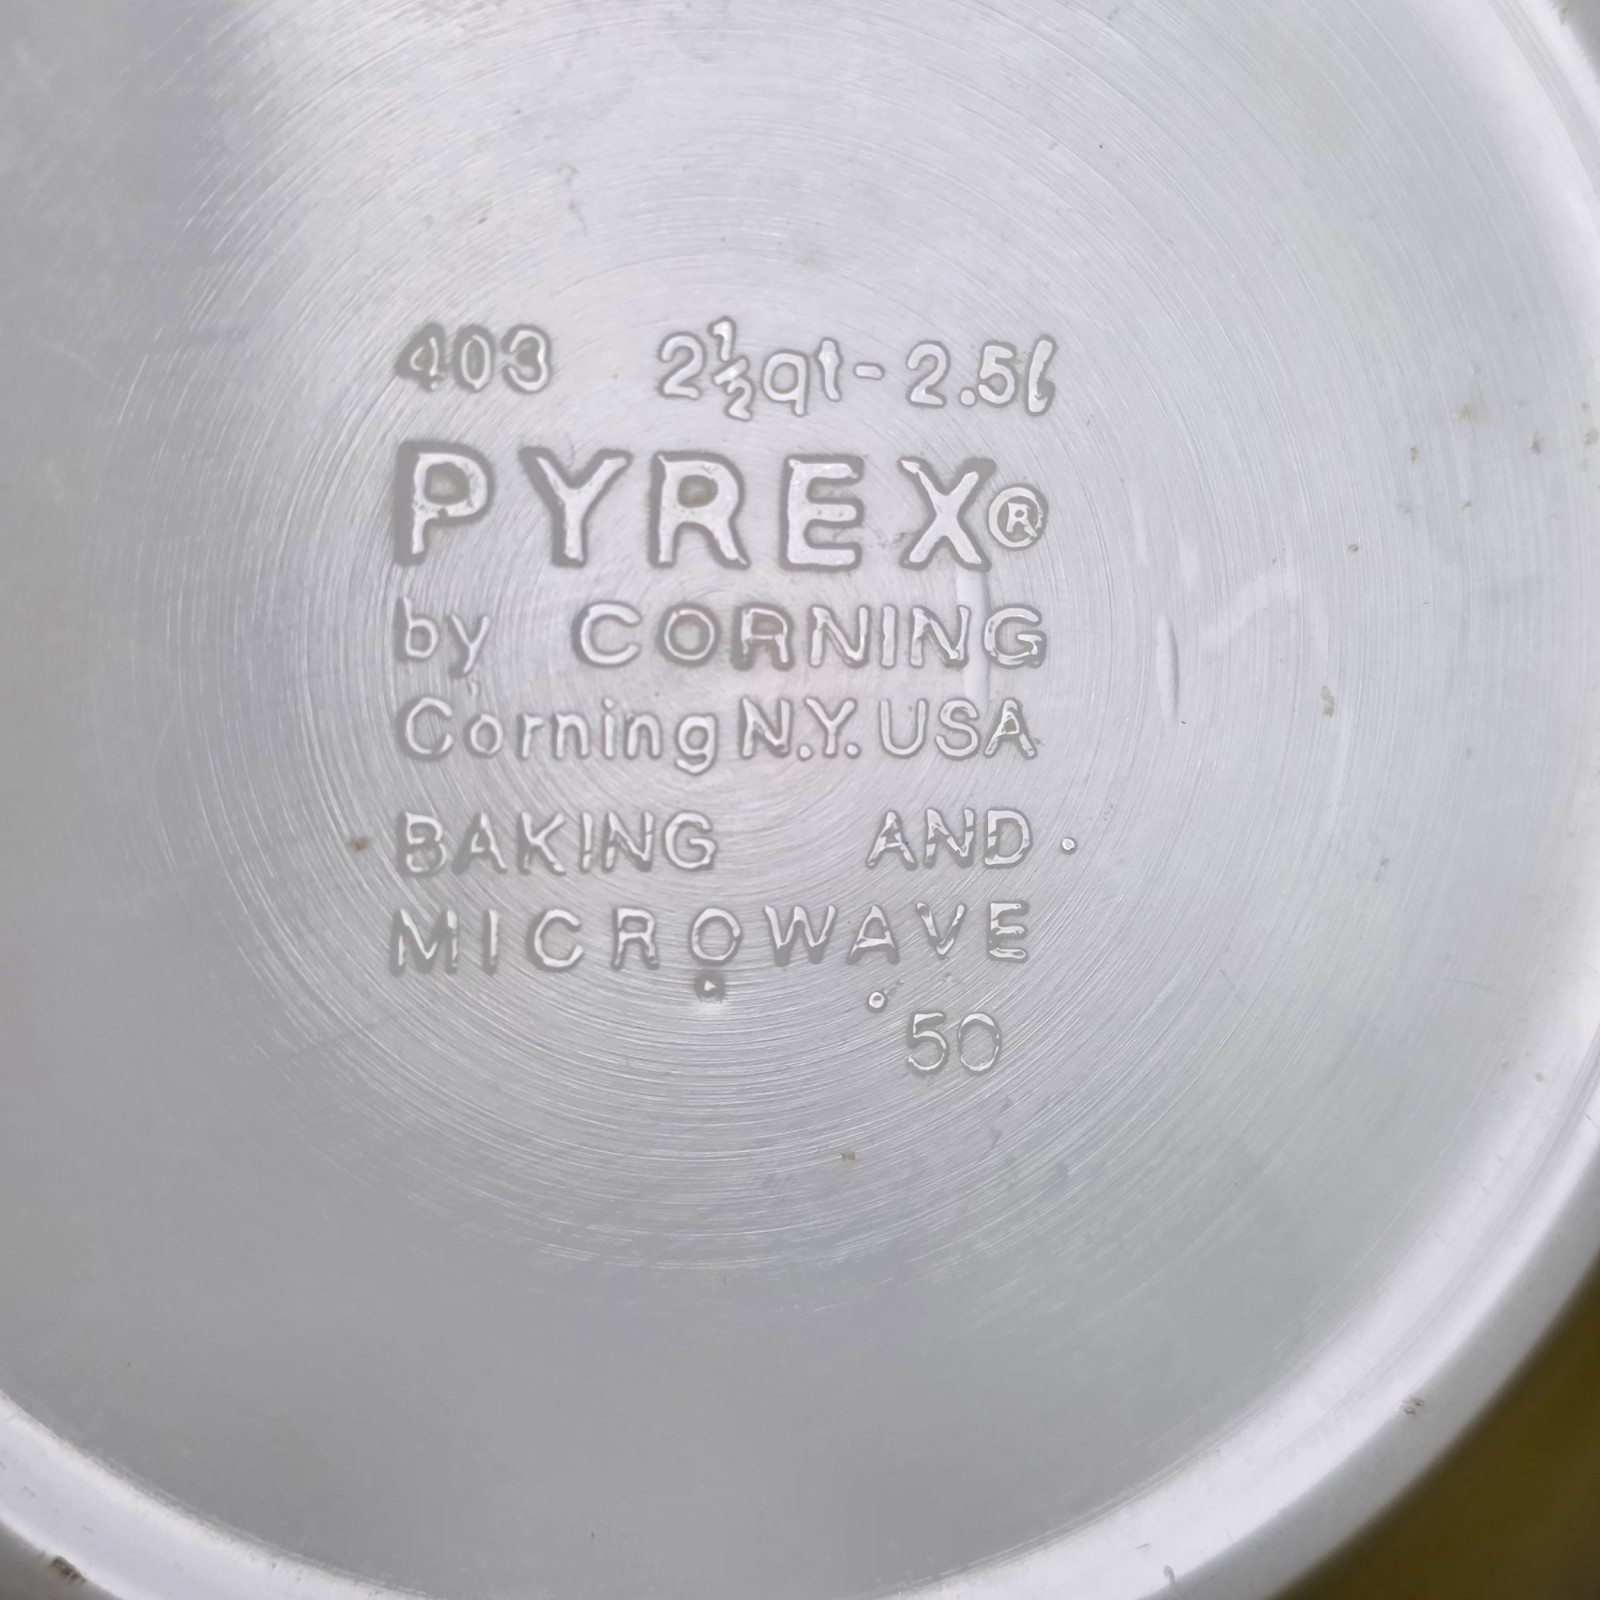 403 2½qt-2.5ℓ
PYREX®
by CORNING
Corning N.Y. USA
BAKING AND
MICROWAVE
50